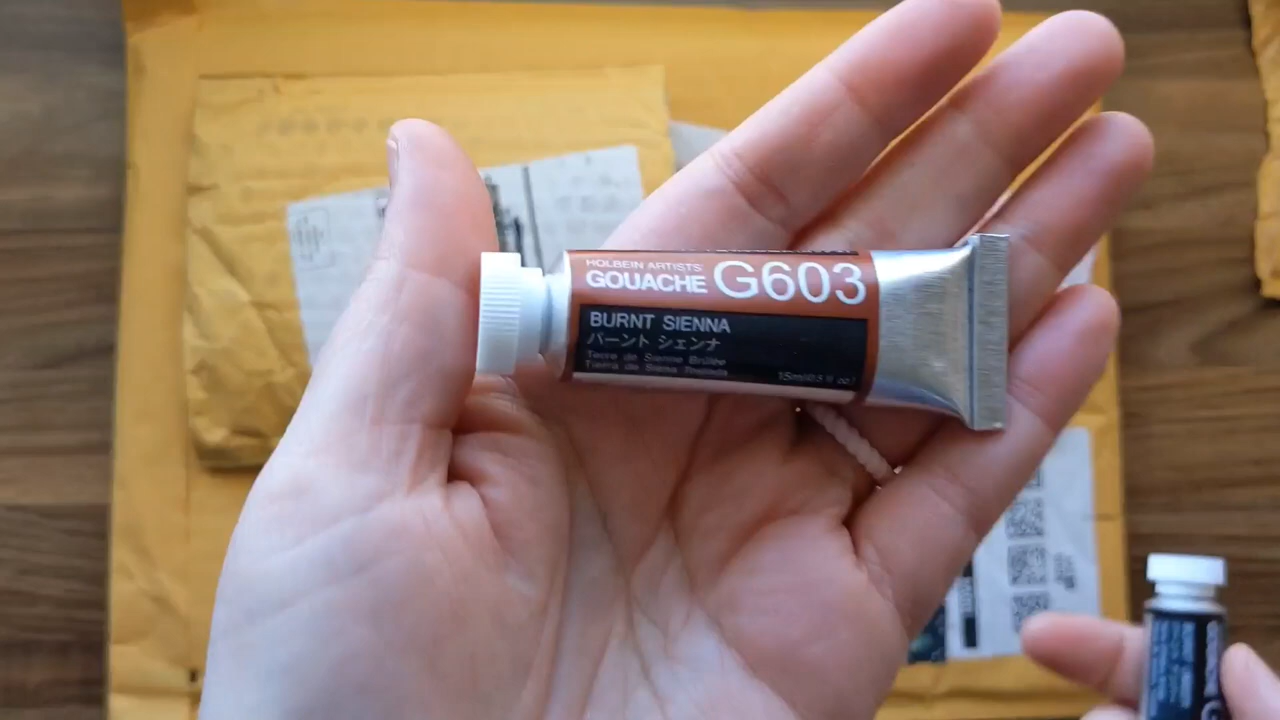 HOLBEIN ARTISTS'
GOUACHE G603
BURNT SIENNA
バーント シェンナ
Terre de Sienne Brûlée
Tierra de Siena Tostada
15ml(0.5 fl oz)